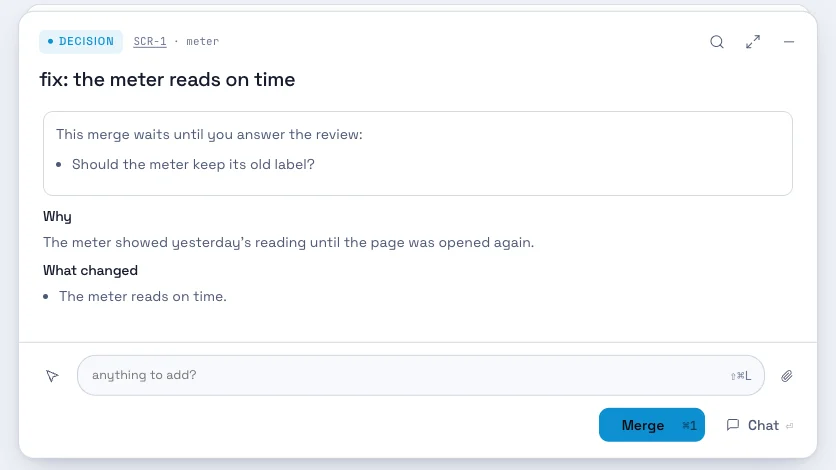 DECISION SCR-1 · meter
fix: the meter reads on time
This merge waits until you answer the review:
• Should the meter keep its old label?
Why
The meter showed yesterday's reading until the page was opened again.
What changed
• The meter reads on time.
anything to add? ⇧⌘L
Merge ⌘1 Chat ⏎